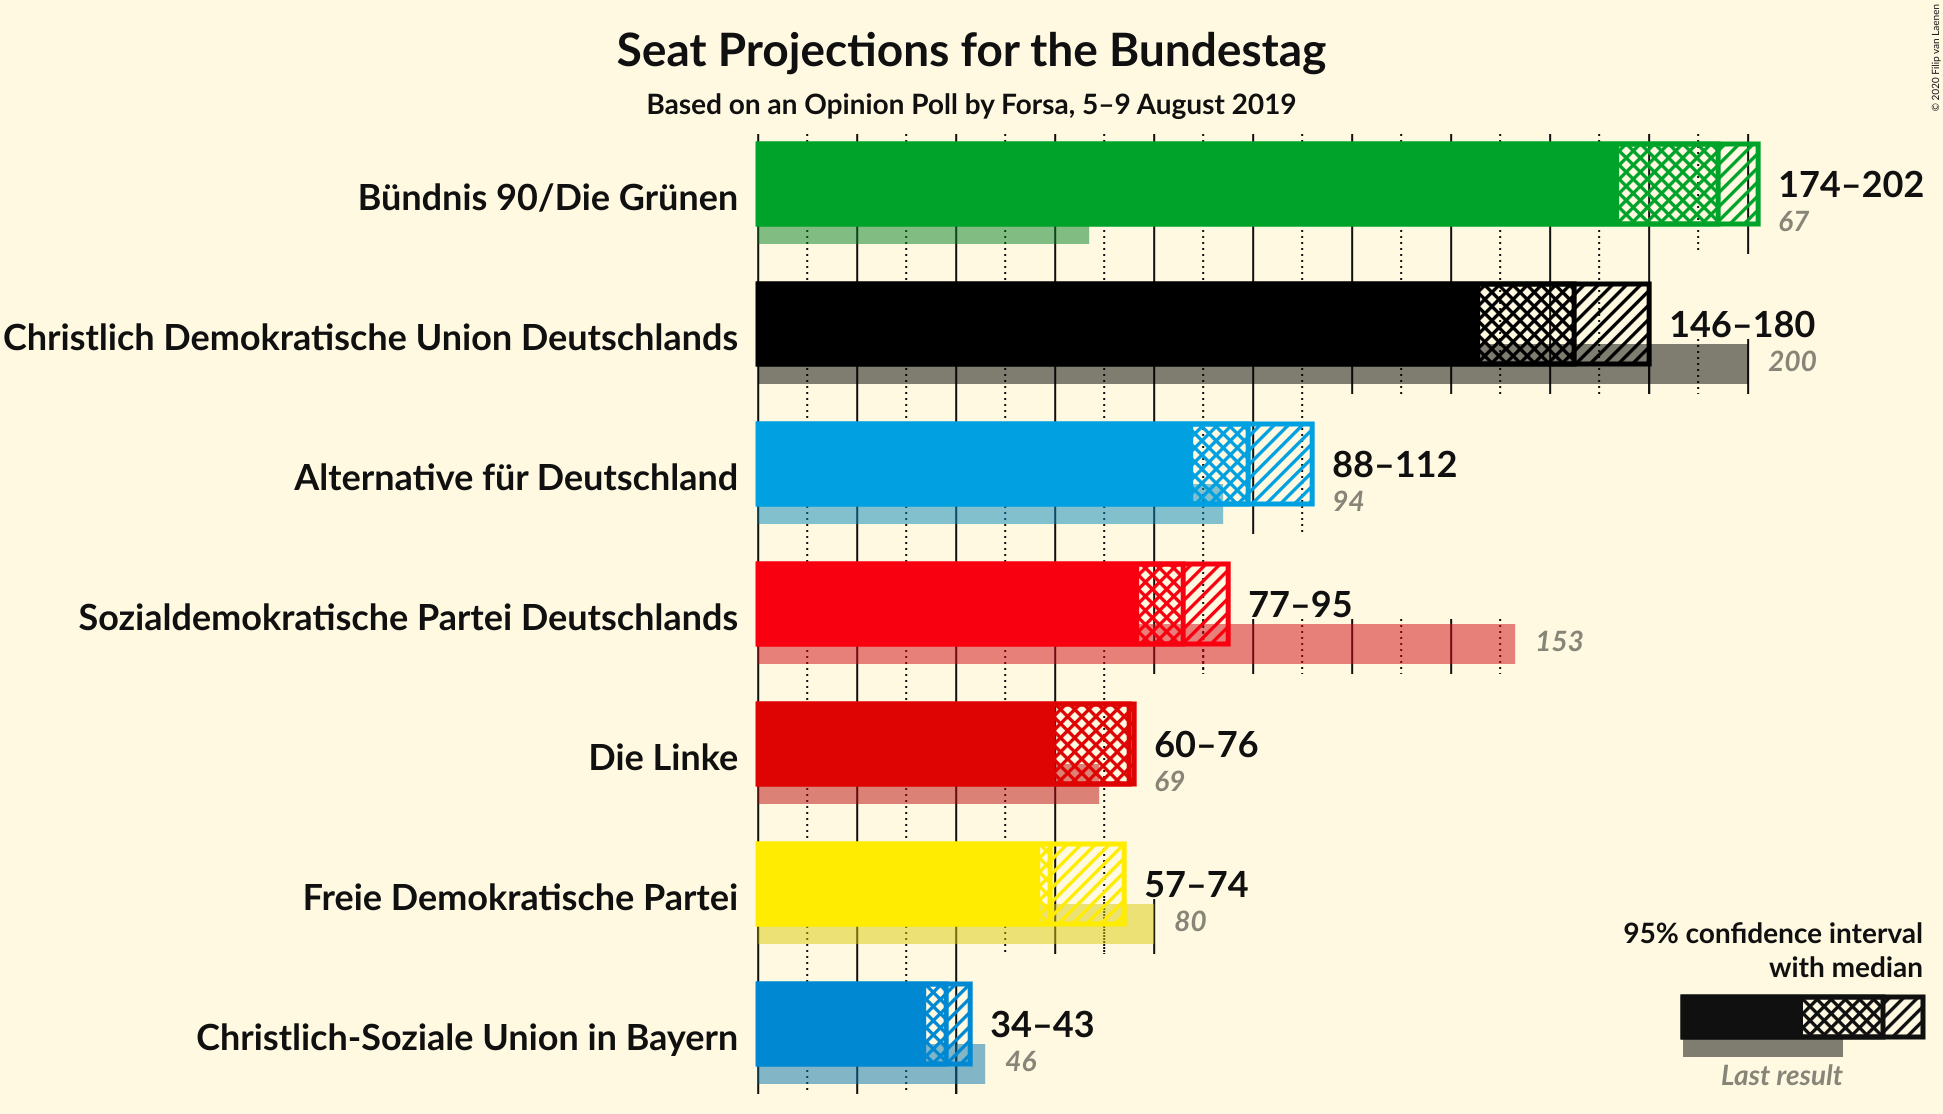 Seat Projections for the Bundestag
Based on an Opinion Poll by Forsa, 5–9 August 2019
© 2020 Filip van Laenen
Bündnis 90/Die Grünen
174–202
67
Christlich Demokratische Union Deutschlands
146–180
200
Alternative für Deutschland
88–112
94
Sozialdemokratische Partei Deutschlands
77–95
153
Die Linke
60–76
69
Freie Demokratische Partei
57–74
80
Christlich-Soziale Union in Bayern
34–43
46
95% confidence interval
with median
Last result